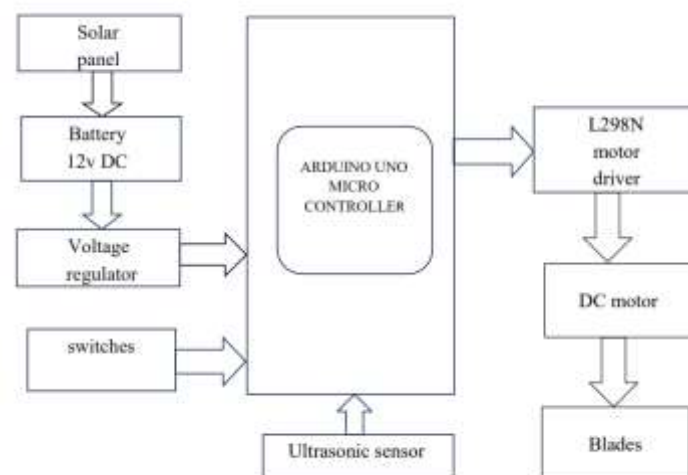 Solar
panel
Battery
12v DC
Voltage
regulator
switches
ARDUINO UNO
MICRO
CONTROLLER
Ultrasonic sensor
L298N
motor
driver
DC motor
Blades